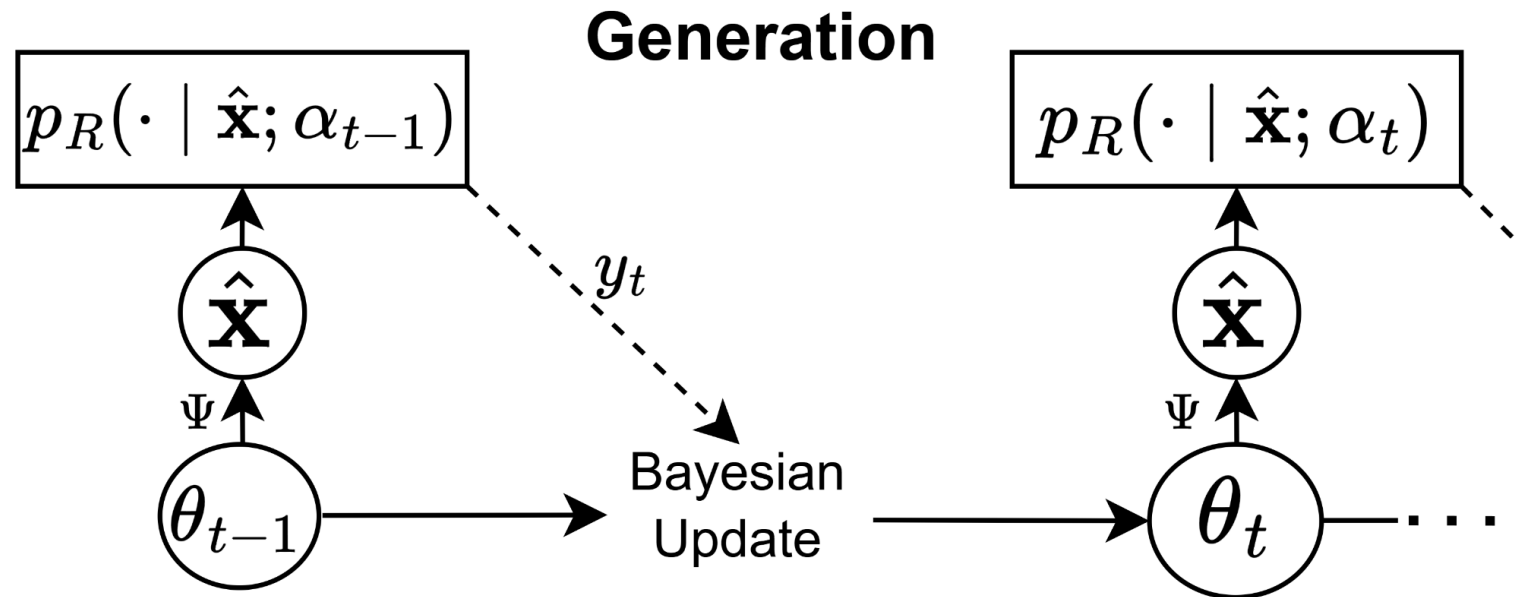 Generation
p_R(· | x̂; α_{t−1})
p_R(· | x̂; α_t)
y_t
x̂
x̂
Ψ
Ψ
Bayesian
Update
θ_{t−1}
θ_t
···